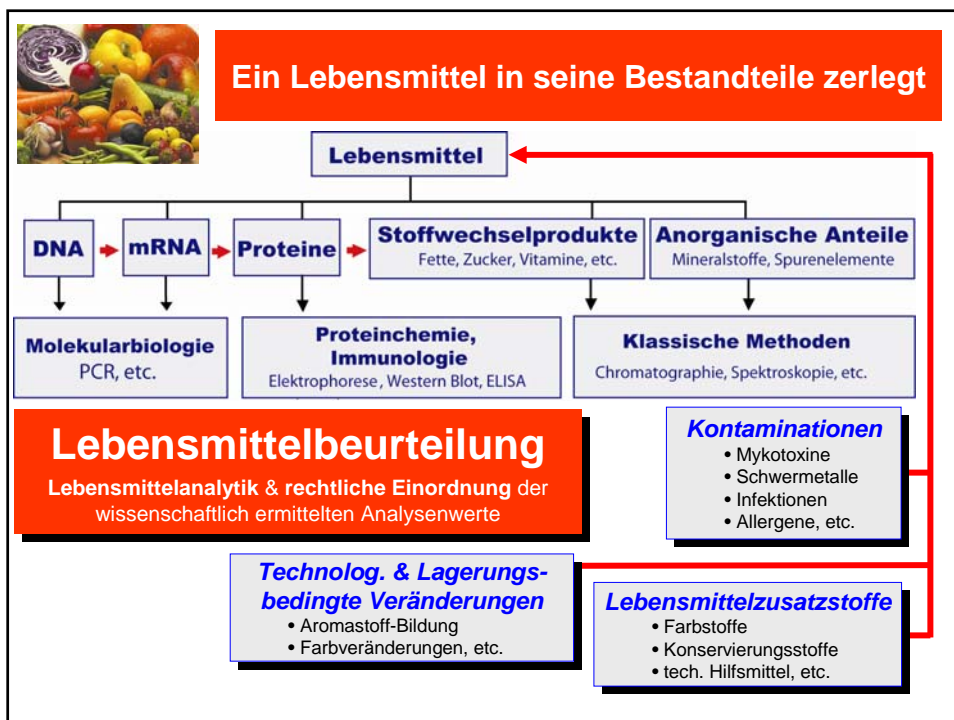 Ein Lebensmittel in seine Bestandteile zerlegt
Lebensmittel
DNA
mRNA
Proteine
Stoffwechselprodukte
Fette, Zucker, Vitamine, etc.
Anorganische Anteile
Mineralstoffe, Spurenelemente
Molekularbiologie
PCR, etc.
Proteinchemie,
Immunologie
Elektrophorese, Western Blot, ELISA
Klassische Methoden
Chromatographie, Spektroskopie, etc.
Lebensmittelbeurteilung
Lebensmittelanalytik & rechtliche Einordnung der
wissenschaftlich ermittelten Analysenwerte
Kontaminationen
• Mykotoxine
• Schwermetalle
• Infektionen
• Allergene, etc.
Technolog. & Lagerungs-
bedingte Veränderungen
• Aromastoff-Bildung
• Farbveränderungen, etc.
Lebensmittelzusatzstoffe
• Farbstoffe
• Konservierungsstoffe
• tech. Hilfsmittel, etc.